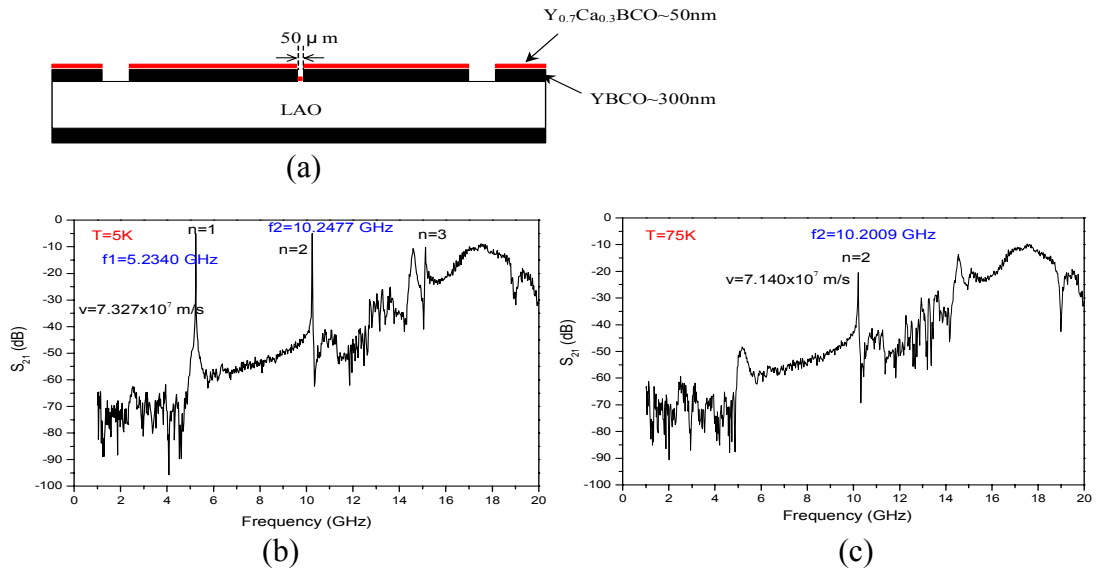 Y₀.₇Ca₀.₃BCO~50nm
50 μ m
YBCO~300nm
LAO
(a)
0
-10
-20
-30
-40
-50
-60
-70
-80
-90
-100
S₂₁ (dB)
T=5K
n=1
f2=10.2477 GHz
f1=5.2340 GHz
n=2
n=3
v=7.327x10⁷ m/s
0 2 4 6 8 10 12 14 16 18 20
Frequency (GHz)
(b)
0
-10
-20
-30
-40
-50
-60
-70
-80
-90
-100
S₂₁ (dB)
T=75K
f2=10.2009 GHz
n=2
v=7.140x10⁷ m/s
0 2 4 6 8 10 12 14 16 18 20
Frequency (GHz)
(c)